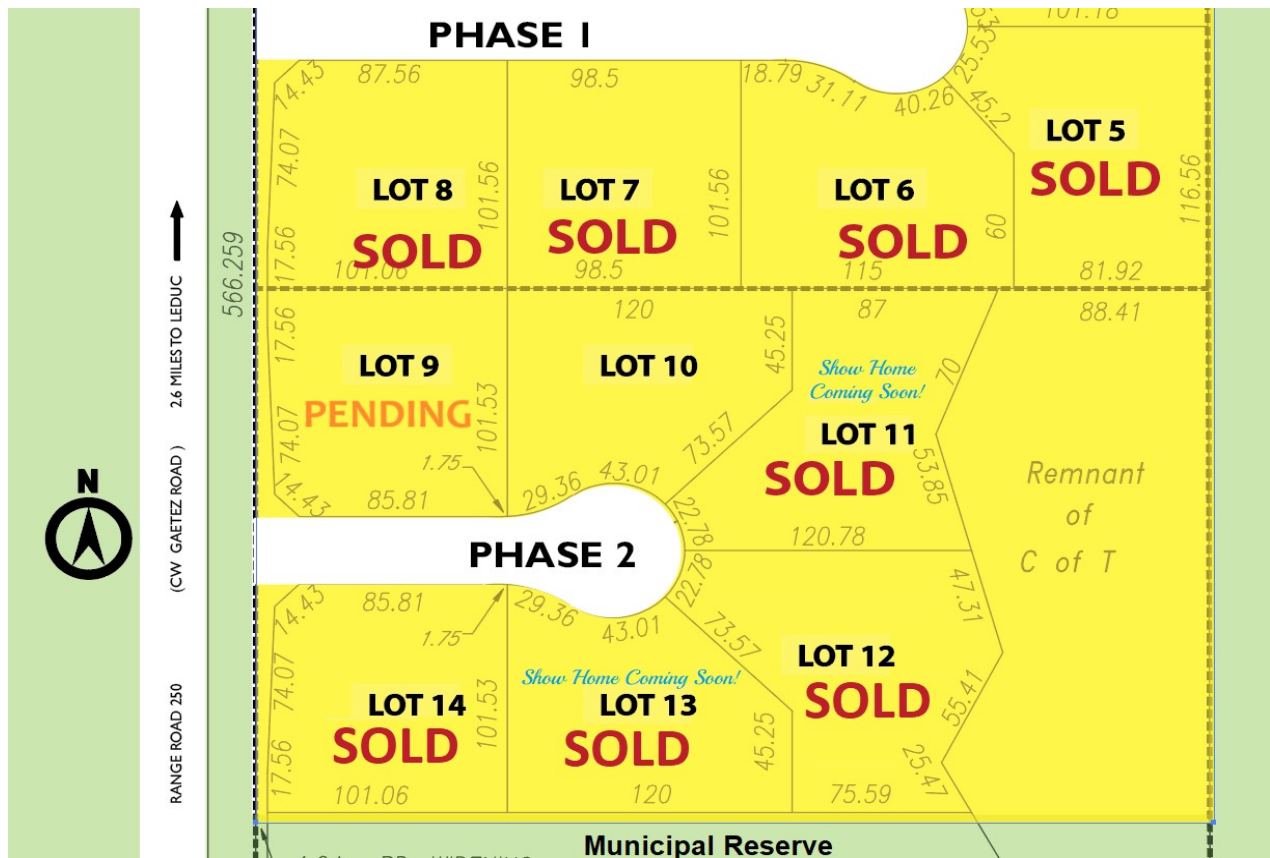 PHASE 1
101.18
25.53
14.43
87.56
98.5
18.79
31.11
40.26
45.2
74.07
17.56
LOT 8
SOLD
101.56
101.06
LOT 7
SOLD
101.56
98.5
LOT 6
SOLD
60
115
LOT 5
SOLD
116.56
81.92
566.259
2.6 MILES TO LEDUC
(CW GAETEZ ROAD )
RANGE ROAD 250
N
17.56
74.07
14.43
LOT 9
PENDING
101.53
1.75
85.81
120
LOT 10
45.25
73.57
29.36
43.01
22.78
87
Show Home
Coming Soon!
LOT 11
SOLD
70
53.85
120.78
88.41
Remnant
of
C of T
PHASE 2
14.43
85.81
1.75
74.07
17.56
LOT 14
SOLD
101.53
101.06
29.36
43.01
22.78
73.57
Show Home Coming Soon!
LOT 13
SOLD
45.25
120
LOT 12
SOLD
47.31
55.41
25.47
75.59
Municipal Reserve
WIDENING